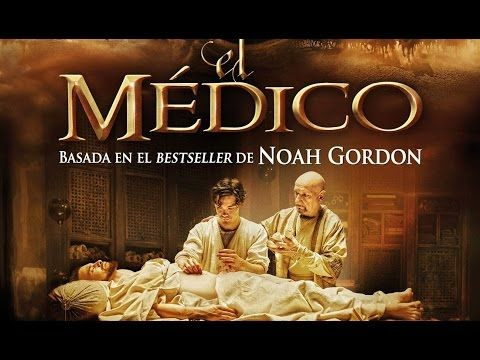 el
MÉDICO
BASADA EN EL BESTSELLER DE NOAH GORDON